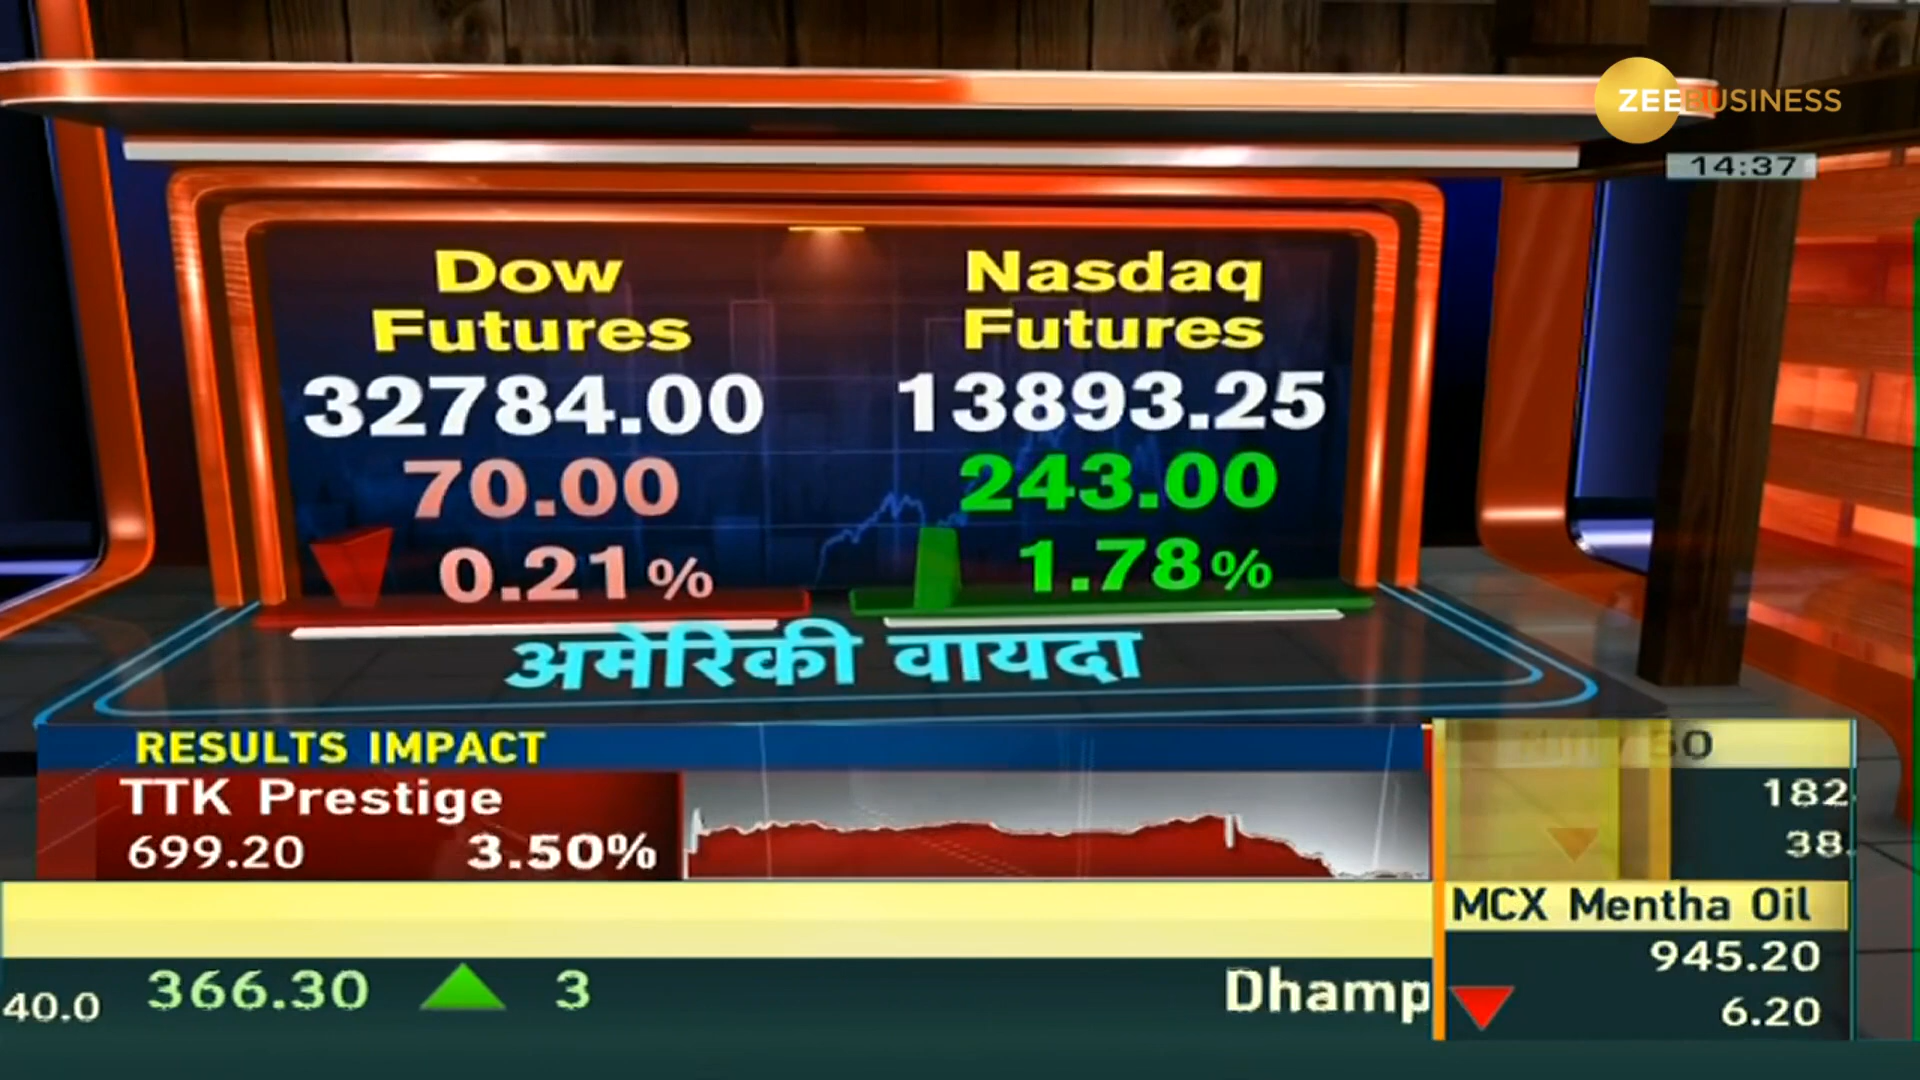 ZEEBUSINESS
14:37
Dow
Futures
32784.00
70.00
0.21%
Nasdaq
Futures
13893.25
243.00
1.78%
अमेरिकी वायदा
RESULTS IMPACT
TTK Prestige
699.20 3.50%
50
182
38.
MCX Mentha Oil
945.20
6.20
40.0 366.30 3 Dhamp